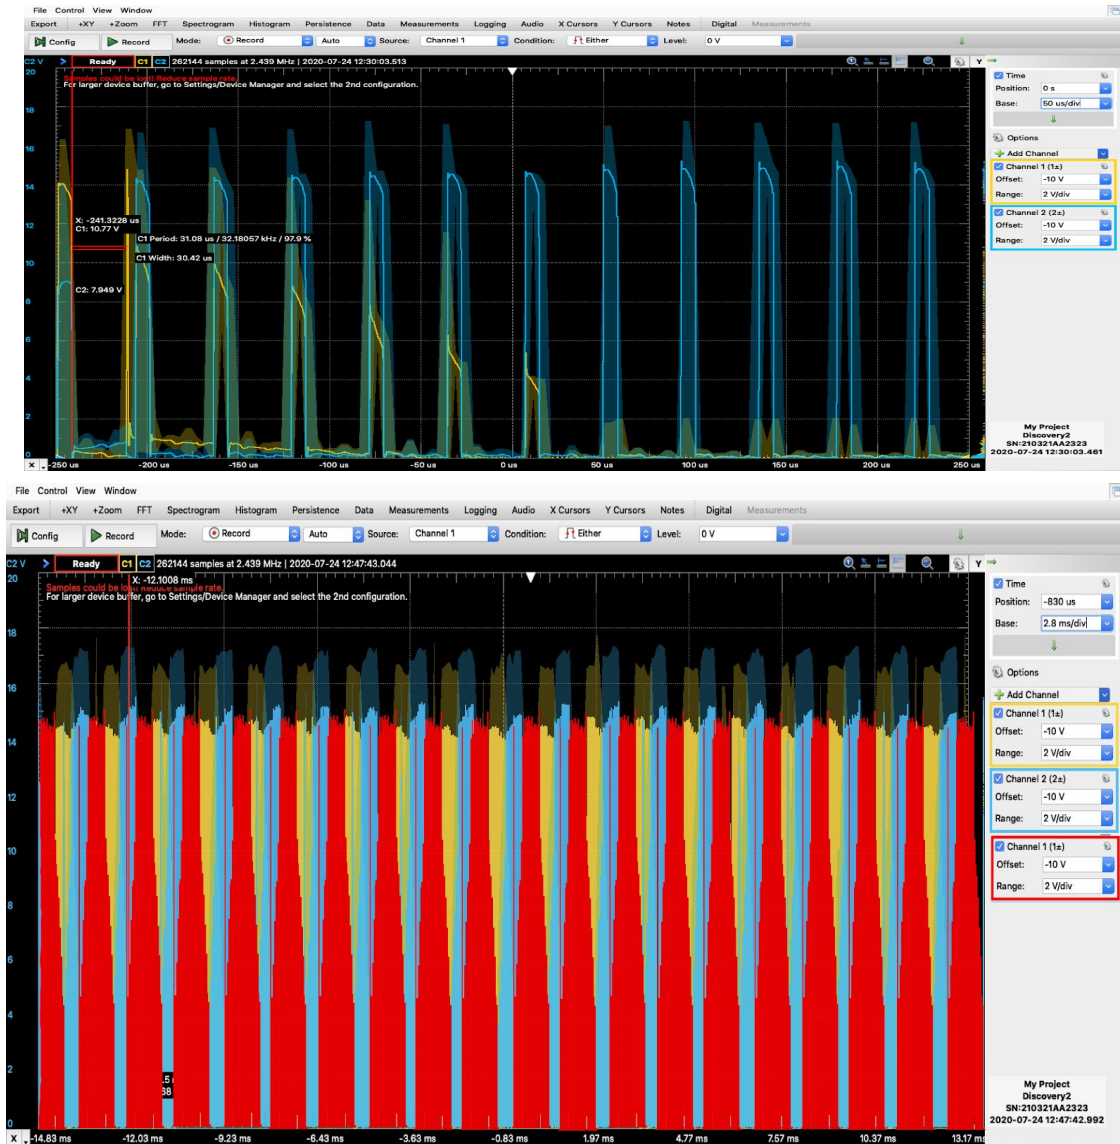 File Control View Window
Export +XY +Zoom FFT Spectrogram Histogram Persistence Data Measurements Logging Audio X Cursors Y Cursors Notes Digital Measurements
Config Record Mode: Record Auto Source: Channel 1 Condition: Either Level: 0 V
C2 V Ready C1 C2 262144 samples at 2.439 MHz | 2020-07-24 12:30:03.513 Y
Samples could be lost! Reduce sample rate.
For larger device buffer, go to Settings/Device Manager and select the 2nd configuration.
20
18
16
14
12
10
8
6
4
2
0
X: -241.3228 us
C1: 10.77 V
C1 Period: 31.08 us / 32.18057 kHz / 97.9 %
C1 Width: 30.42 us
C2: 7.949 V
X -250 us -200 us -150 us -100 us -50 us 0 us 50 us 100 us 150 us 200 us 250 us
Time
Position: 0 s
Base: 50 us/div
Options
Add Channel
Channel 1 (1±)
Offset: -10 V
Range: 2 V/div
Channel 2 (2±)
Offset: -10 V
Range: 2 V/div
My Project
Discovery2
SN:210321AA2323
2020-07-24 12:30:03.461
File Control View Window
Export +XY +Zoom FFT Spectrogram Histogram Persistence Data Measurements Logging Audio X Cursors Y Cursors Notes Digital Measurements
Config Record Mode: Record Auto Source: Channel 1 Condition: Either Level: 0 V
C2 V Ready C1 C2 262144 samples at 2.439 MHz | 2020-07-24 12:47:43.044 Y
X: -12.1008 ms
Samples could be lost! Reduce sample rate.
For larger device buffer, go to Settings/Device Manager and select the 2nd configuration.
20
18
16
14
12
10
8
6
4
2
0
.5
38
X -14.83 ms -12.03 ms -9.23 ms -6.43 ms -3.63 ms -0.83 ms 1.97 ms 4.77 ms 7.57 ms 10.37 ms 13.17 ms
Time
Position: -830 us
Base: 2.8 ms/div
Options
Add Channel
Channel 1 (1±)
Offset: -10 V
Range: 2 V/div
Channel 2 (2±)
Offset: -10 V
Range: 2 V/div
Channel 1 (1±)
Offset: -10 V
Range: 2 V/div
My Project
Discovery2
SN:210321AA2323
2020-07-24 12:47:42.992